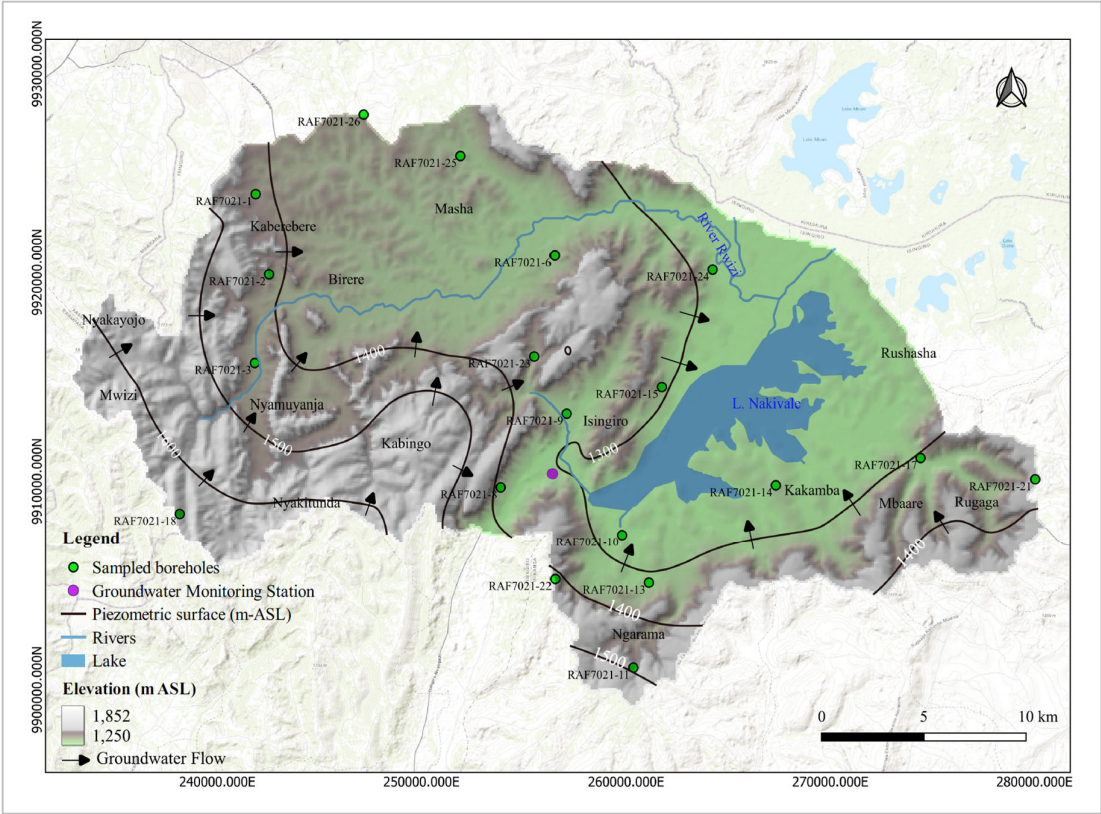 9930000.000N
9920000.000N
9910000.000N
9900000.000N
RAF7021-26
RAF7021-25
RAF7021-1
Masha
Kaberebere
River Rwizi
RAF7021-6
RAF7021-24
RAF7021-2
Birere
Nyakayojo
1400
RAF7021-23
Rushasha
RAF7021-3
Mwizi
RAF7021-15
Nyamuyanja
L. Nakivale
RAF7021-9
Isingiro
1600
1500
Kabingo
1300
RAF7021-17
RAF7021-8
RAF7021-14
Kakamba
RAF7021-21
Nyakitunda
Mbaare
Rugaga
RAF7021-18
RAF7021-10
1400
RAF7021-22
RAF7021-13
1400
Ngarama
1500
RAF7021-11
Legend
Sampled boreholes
Groundwater Monitoring Station
Piezometric surface (m-ASL)
Rivers
Lake
Elevation (m ASL)
1,852
1,250
Groundwater Flow
0 5 10 km
240000.000E 250000.000E 260000.000E 270000.000E 280000.000E